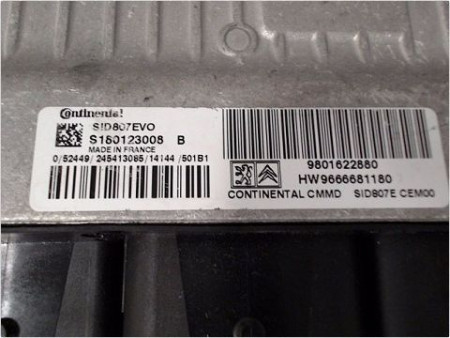 Continental
SID807EVO
S180123008 B
MADE IN FRANCE
0/52449/245413085/14144/501B1
9801622880
HW9666681180
CONTINENTAL CMMD SID807E CEM00